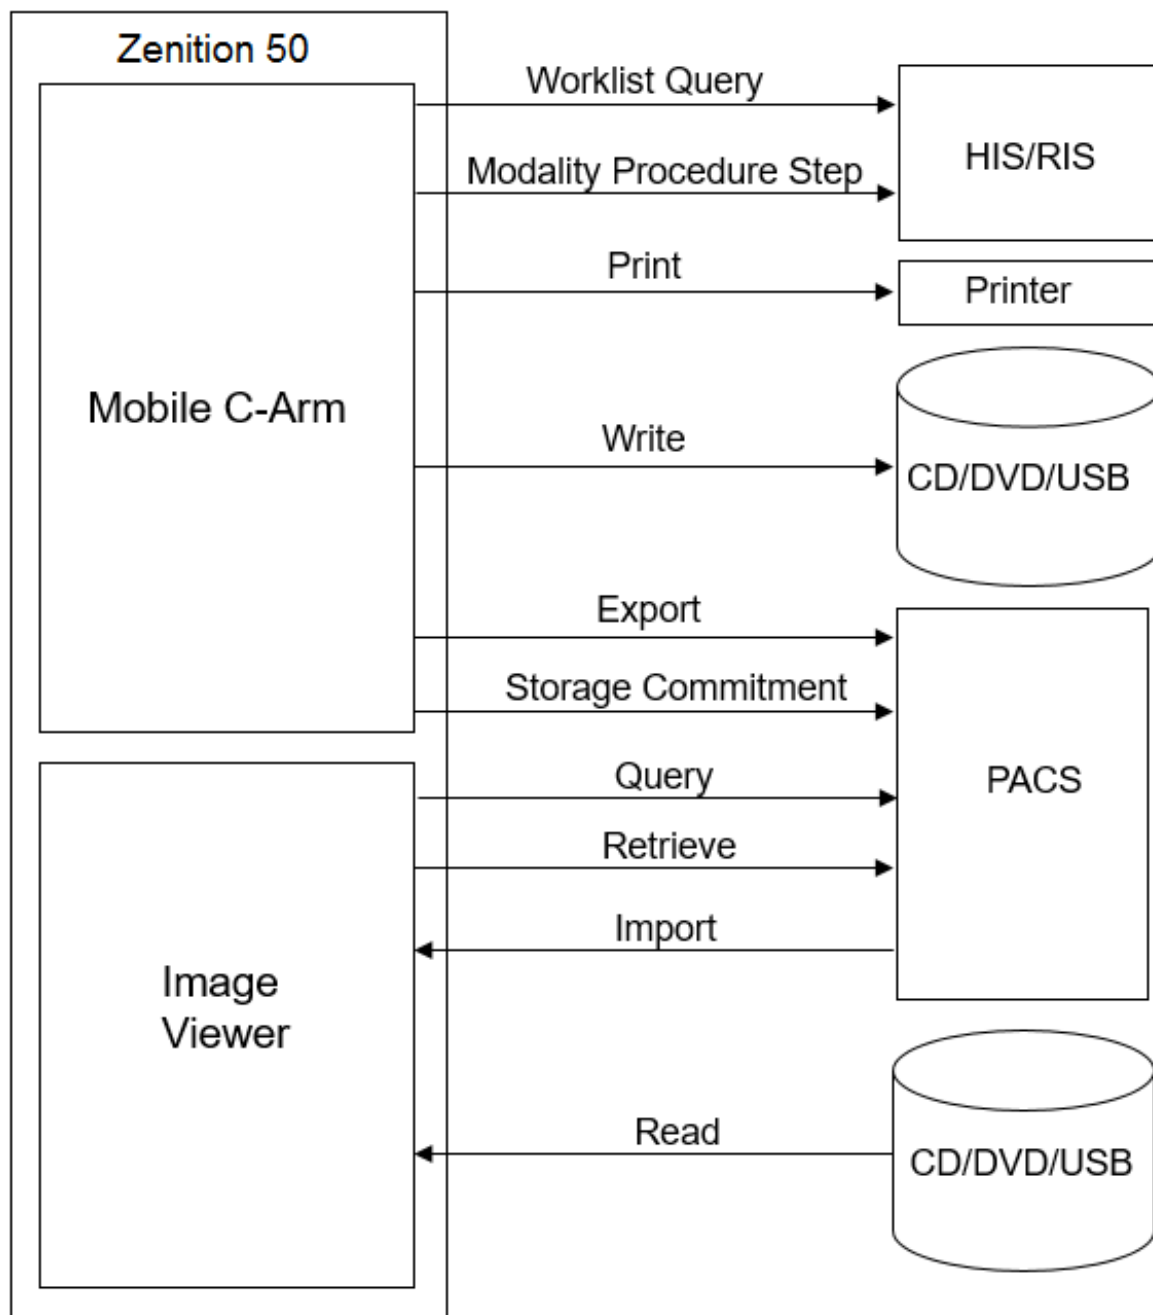 Zenition 50
Worklist Query
HIS/RIS
Modality Procedure Step
Print
Printer
Mobile C-Arm
Write
CD/DVD/USB
Export
Storage Commitment
Query
PACS
Retrieve
Import
Image
Viewer
Read
CD/DVD/USB